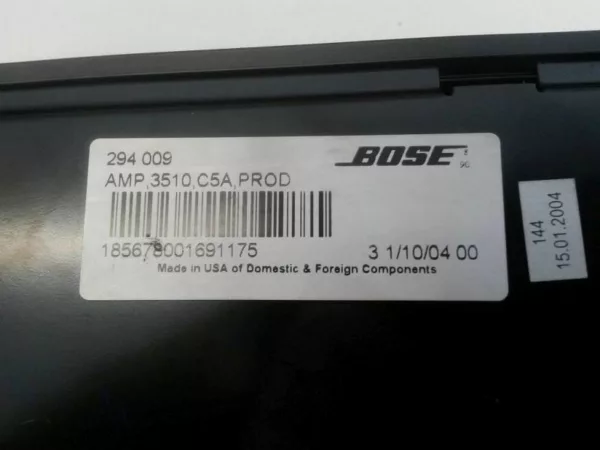 294 009
BOSE
AMP,3510,C5A,PROD
185678001691175
3 1/10/04 00
Made in USA of Domestic & Foreign Components
144
15.01.2004